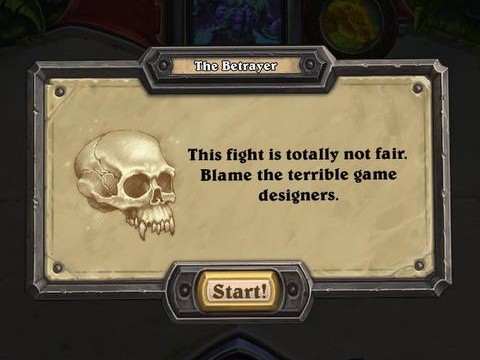 The Betrayer
This fight is totally not fair.
Blame the terrible game
designers.
Start!